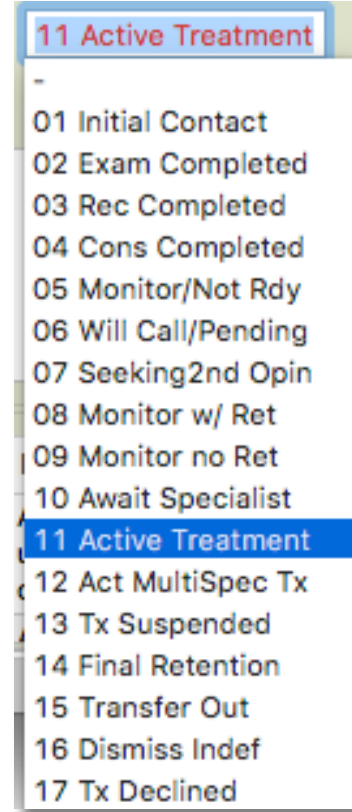 11 Active Treatment
-
01 Initial Contact
02 Exam Completed
03 Rec Completed
04 Cons Completed
05 Monitor/Not Rdy
06 Will Call/Pending
07 Seeking2nd Opin
08 Monitor w/ Ret
09 Monitor no Ret
10 Await Specialist
11 Active Treatment
12 Act MultiSpec Tx
13 Tx Suspended
14 Final Retention
15 Transfer Out
16 Dismiss Indef
17 Tx Declined